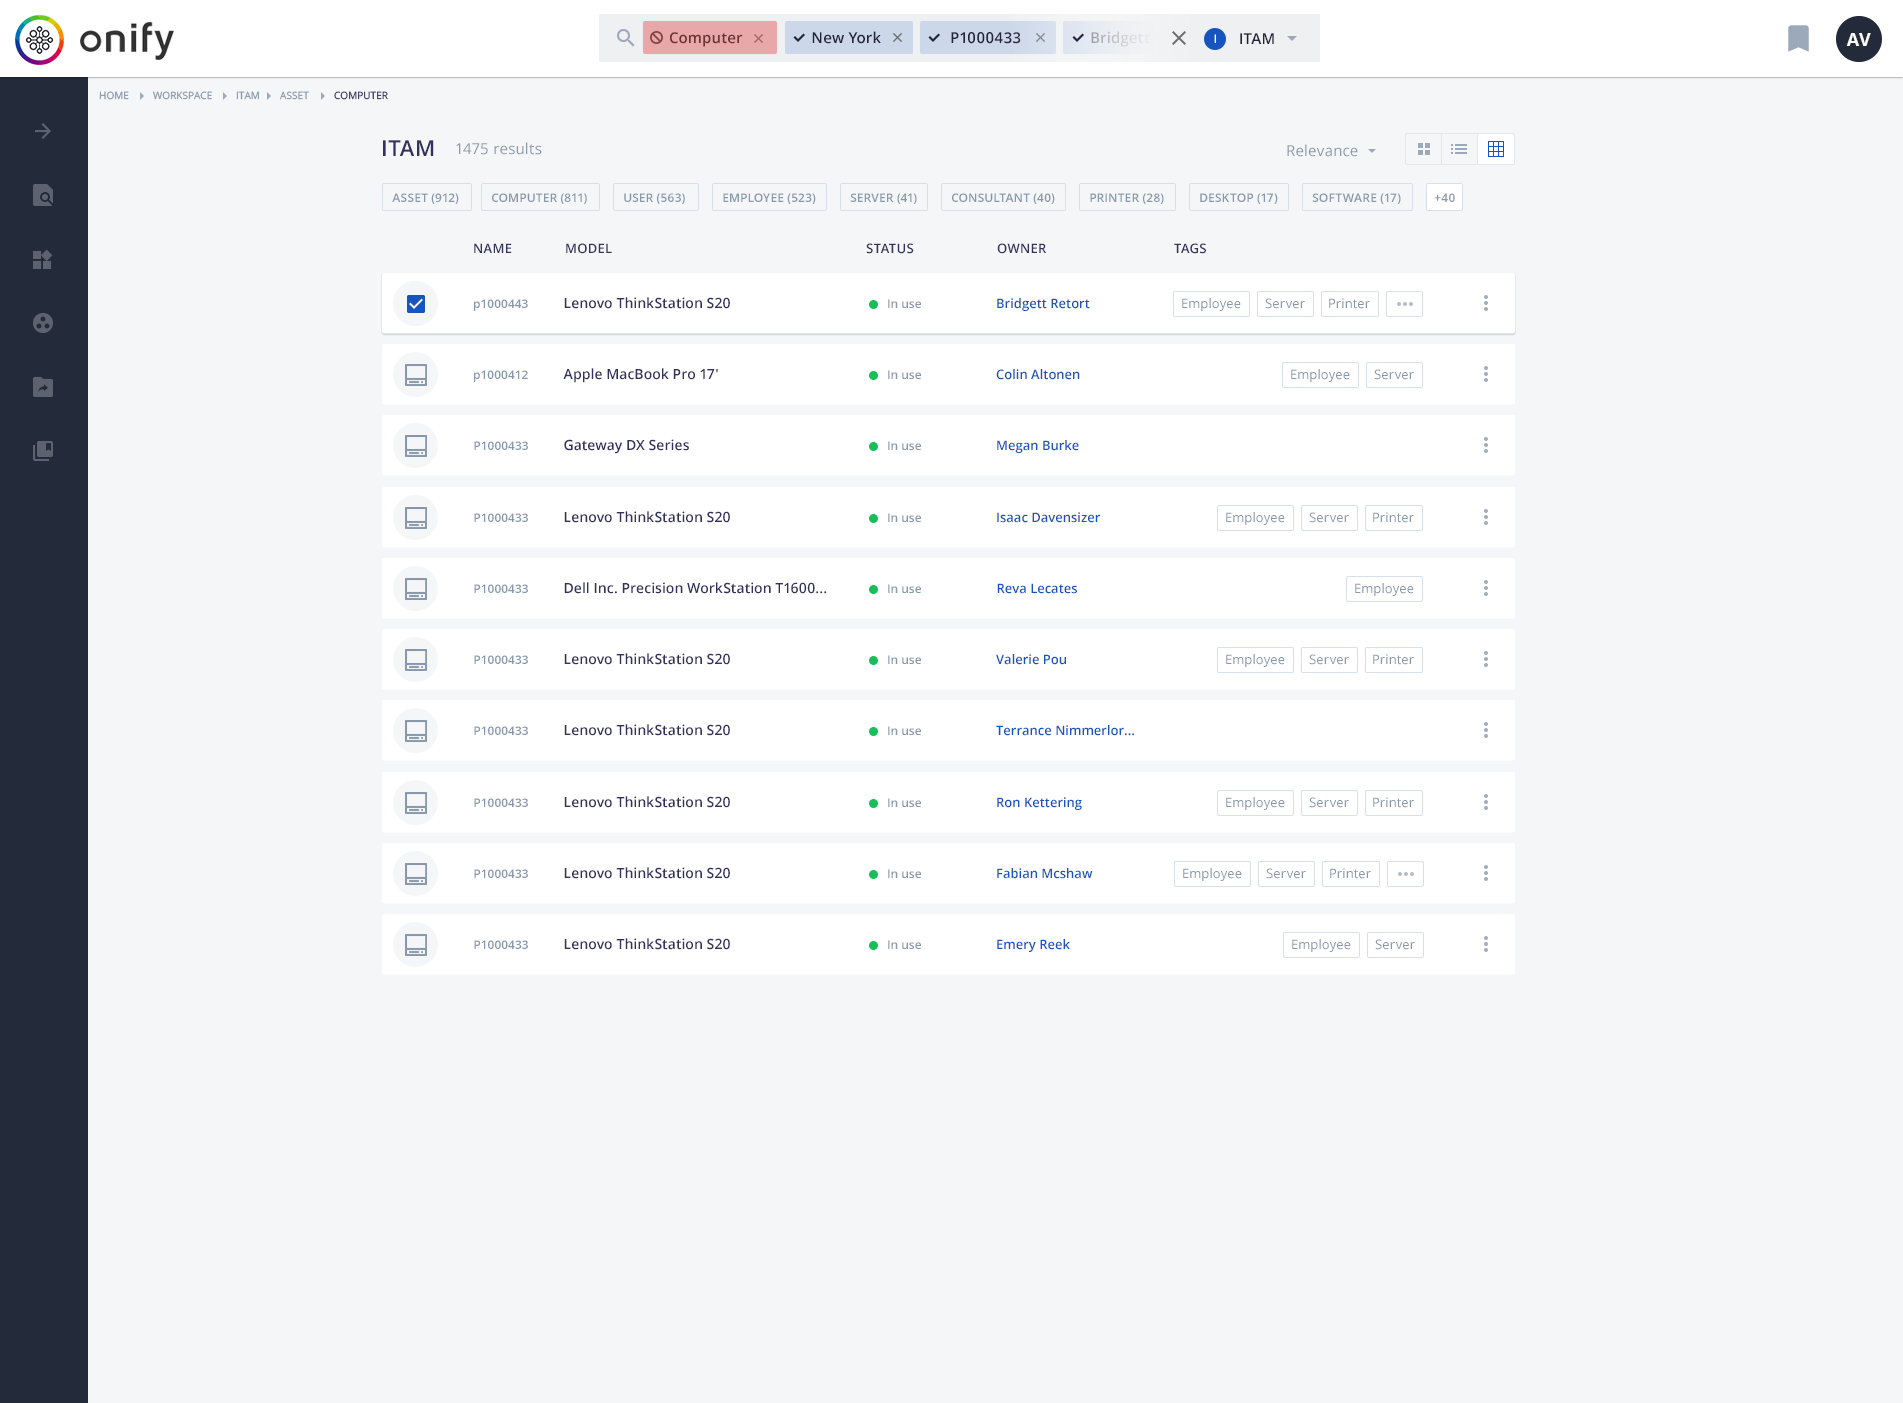 onify
Computer New York P1000433 Bridgett I ITAM
AV
HOME WORKSPACE ITAM ASSET COMPUTER
ITAM 1475 results Relevance
ASSET (912) COMPUTER (811) USER (563) EMPLOYEE (523) SERVER (41) CONSULTANT (40) PRINTER (28) DESKTOP (17) SOFTWARE (17) +40
NAME MODEL STATUS OWNER TAGS
p1000443 Lenovo ThinkStation S20 In use Bridgett Retort Employee Server Printer
p1000412 Apple MacBook Pro 17' In use Colin Altonen Employee Server
P1000433 Gateway DX Series In use Megan Burke
P1000433 Lenovo ThinkStation S20 In use Isaac Davensizer Employee Server Printer
P1000433 Dell Inc. Precision WorkStation T1600... In use Reva Lecates Employee
P1000433 Lenovo ThinkStation S20 In use Valerie Pou Employee Server Printer
P1000433 Lenovo ThinkStation S20 In use Terrance Nimmerlor...
P1000433 Lenovo ThinkStation S20 In use Ron Kettering Employee Server Printer
P1000433 Lenovo ThinkStation S20 In use Fabian Mcshaw Employee Server Printer
P1000433 Lenovo ThinkStation S20 In use Emery Reek Employee Server